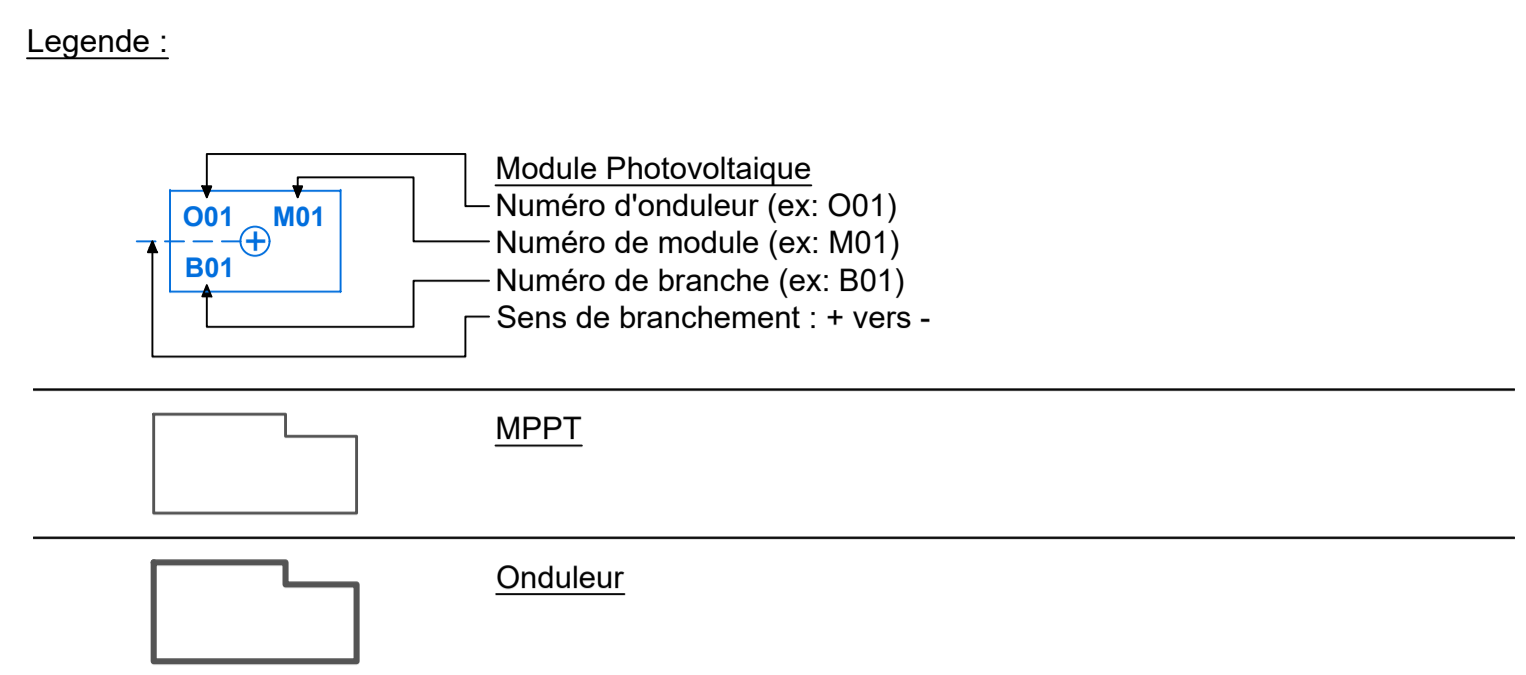 Legende :
O01 M01
B01
Module Photovoltaique
Numéro d'onduleur (ex: O01)
Numéro de module (ex: M01)
Numéro de branche (ex: B01)
Sens de branchement : + vers -
MPPT
Onduleur